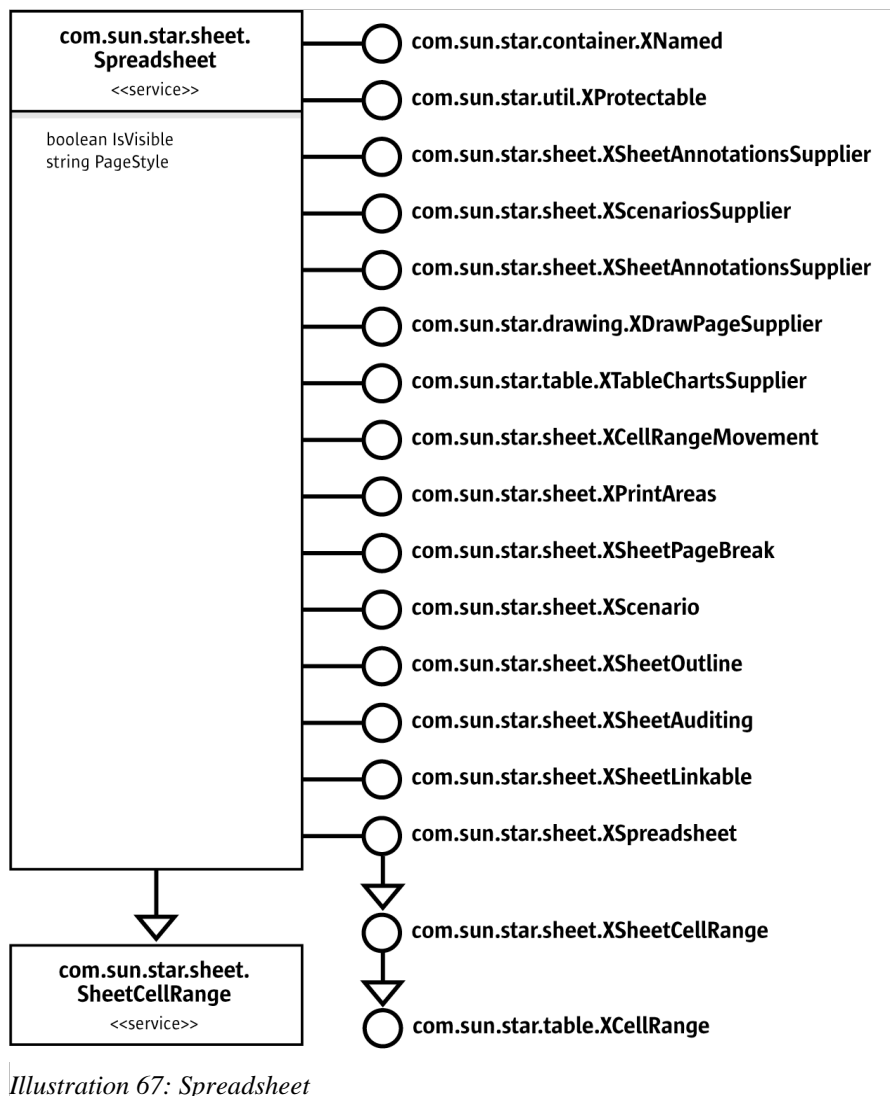 com.sun.star.sheet.
Spreadsheet
<<service>>
boolean IsVisible
string PageStyle
com.sun.star.container.XNamed
com.sun.star.util.XProtectable
com.sun.star.sheet.XSheetAnnotationsSupplier
com.sun.star.sheet.XScenariosSupplier
com.sun.star.sheet.XSheetAnnotationsSupplier
com.sun.star.drawing.XDrawPageSupplier
com.sun.star.table.XTableChartsSupplier
com.sun.star.sheet.XCellRangeMovement
com.sun.star.sheet.XPrintAreas
com.sun.star.sheet.XSheetPageBreak
com.sun.star.sheet.XScenario
com.sun.star.sheet.XSheetOutline
com.sun.star.sheet.XSheetAuditing
com.sun.star.sheet.XSheetLinkable
com.sun.star.sheet.XSpreadsheet
com.sun.star.sheet.XSheetCellRange
com.sun.star.table.XCellRange
com.sun.star.sheet.
SheetCellRange
<<service>>
Illustration 67: Spreadsheet